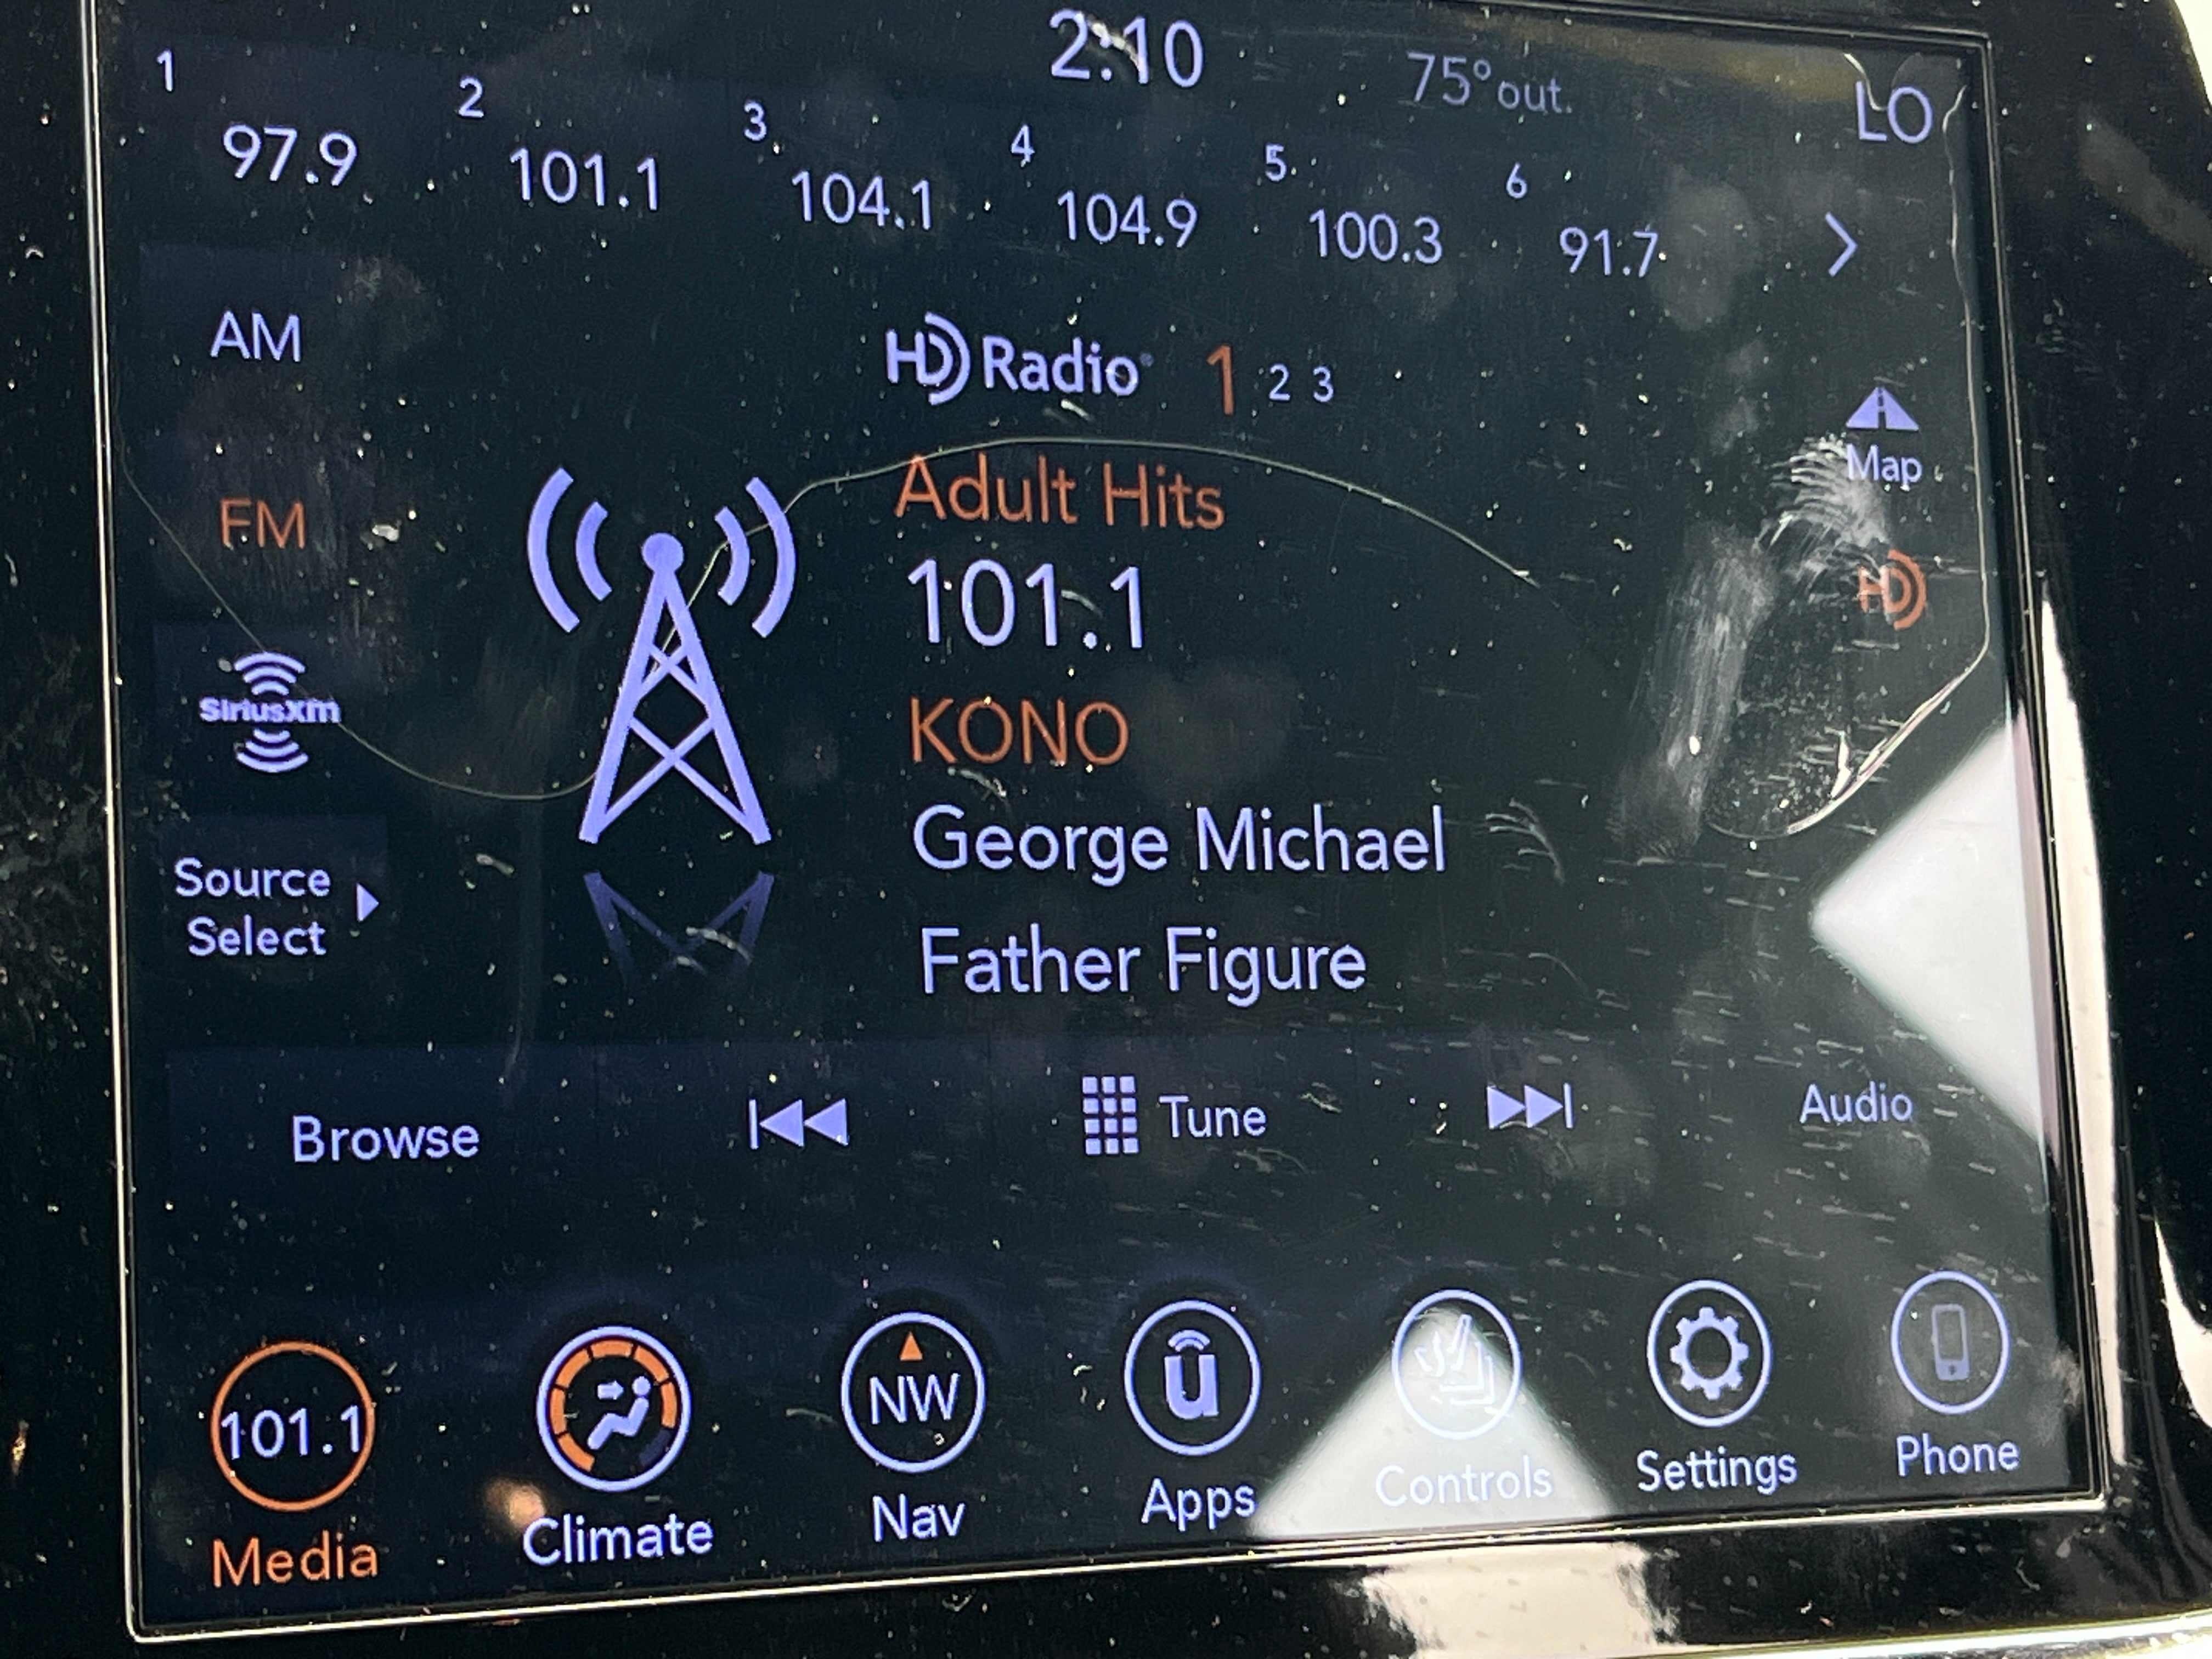 2:10
75° out.
LO
1 2 3 4 5 6
97.9 101.1 104.1 104.9 100.3 91.7
AM
HD Radio 1 2 3
Map
FM
Adult Hits
101.1
HD
SiriusXM
KONO
George Michael
Source
Select
Father Figure
Browse Tune Audio
101.1 NW u
Media Climate Nav Apps Controls Settings Phone